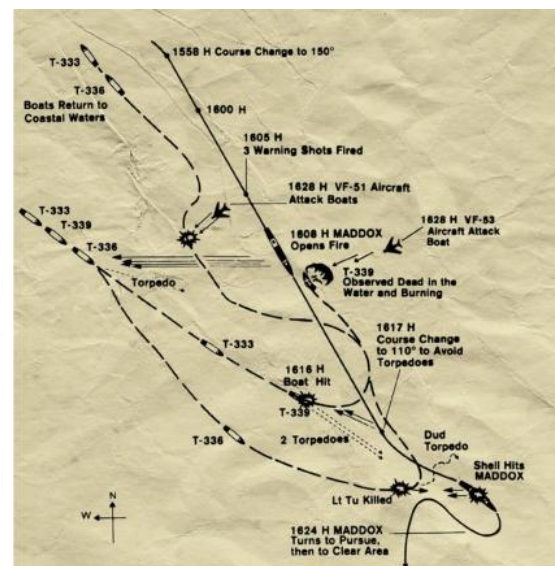 1558 H Course Change to 150°
T-333
T-336
Boats Return to
Coastal Waters
1600 H
1605 H
3 Warning Shots Fired
1628 H VF-51 Aircraft
Attack Boats
T-333
T-339
T-336
1608 H MADDOX
Opens Fire
1628 H VF-53
Aircraft Attack
Boat
T-339
Observed Dead in the
Water and Burning
Torpedo
T-333
1617 H
Course Change
to 110° to Avoid
Torpedoes
1616 H
Boat Hit
T-339
2 Torpedoes
T-336
Dud
Torpedo
Shell Hits
MADDOX
Lt Tu Killed
N
W
1624 H MADDOX
Turns to Pursue,
then to Clear Area